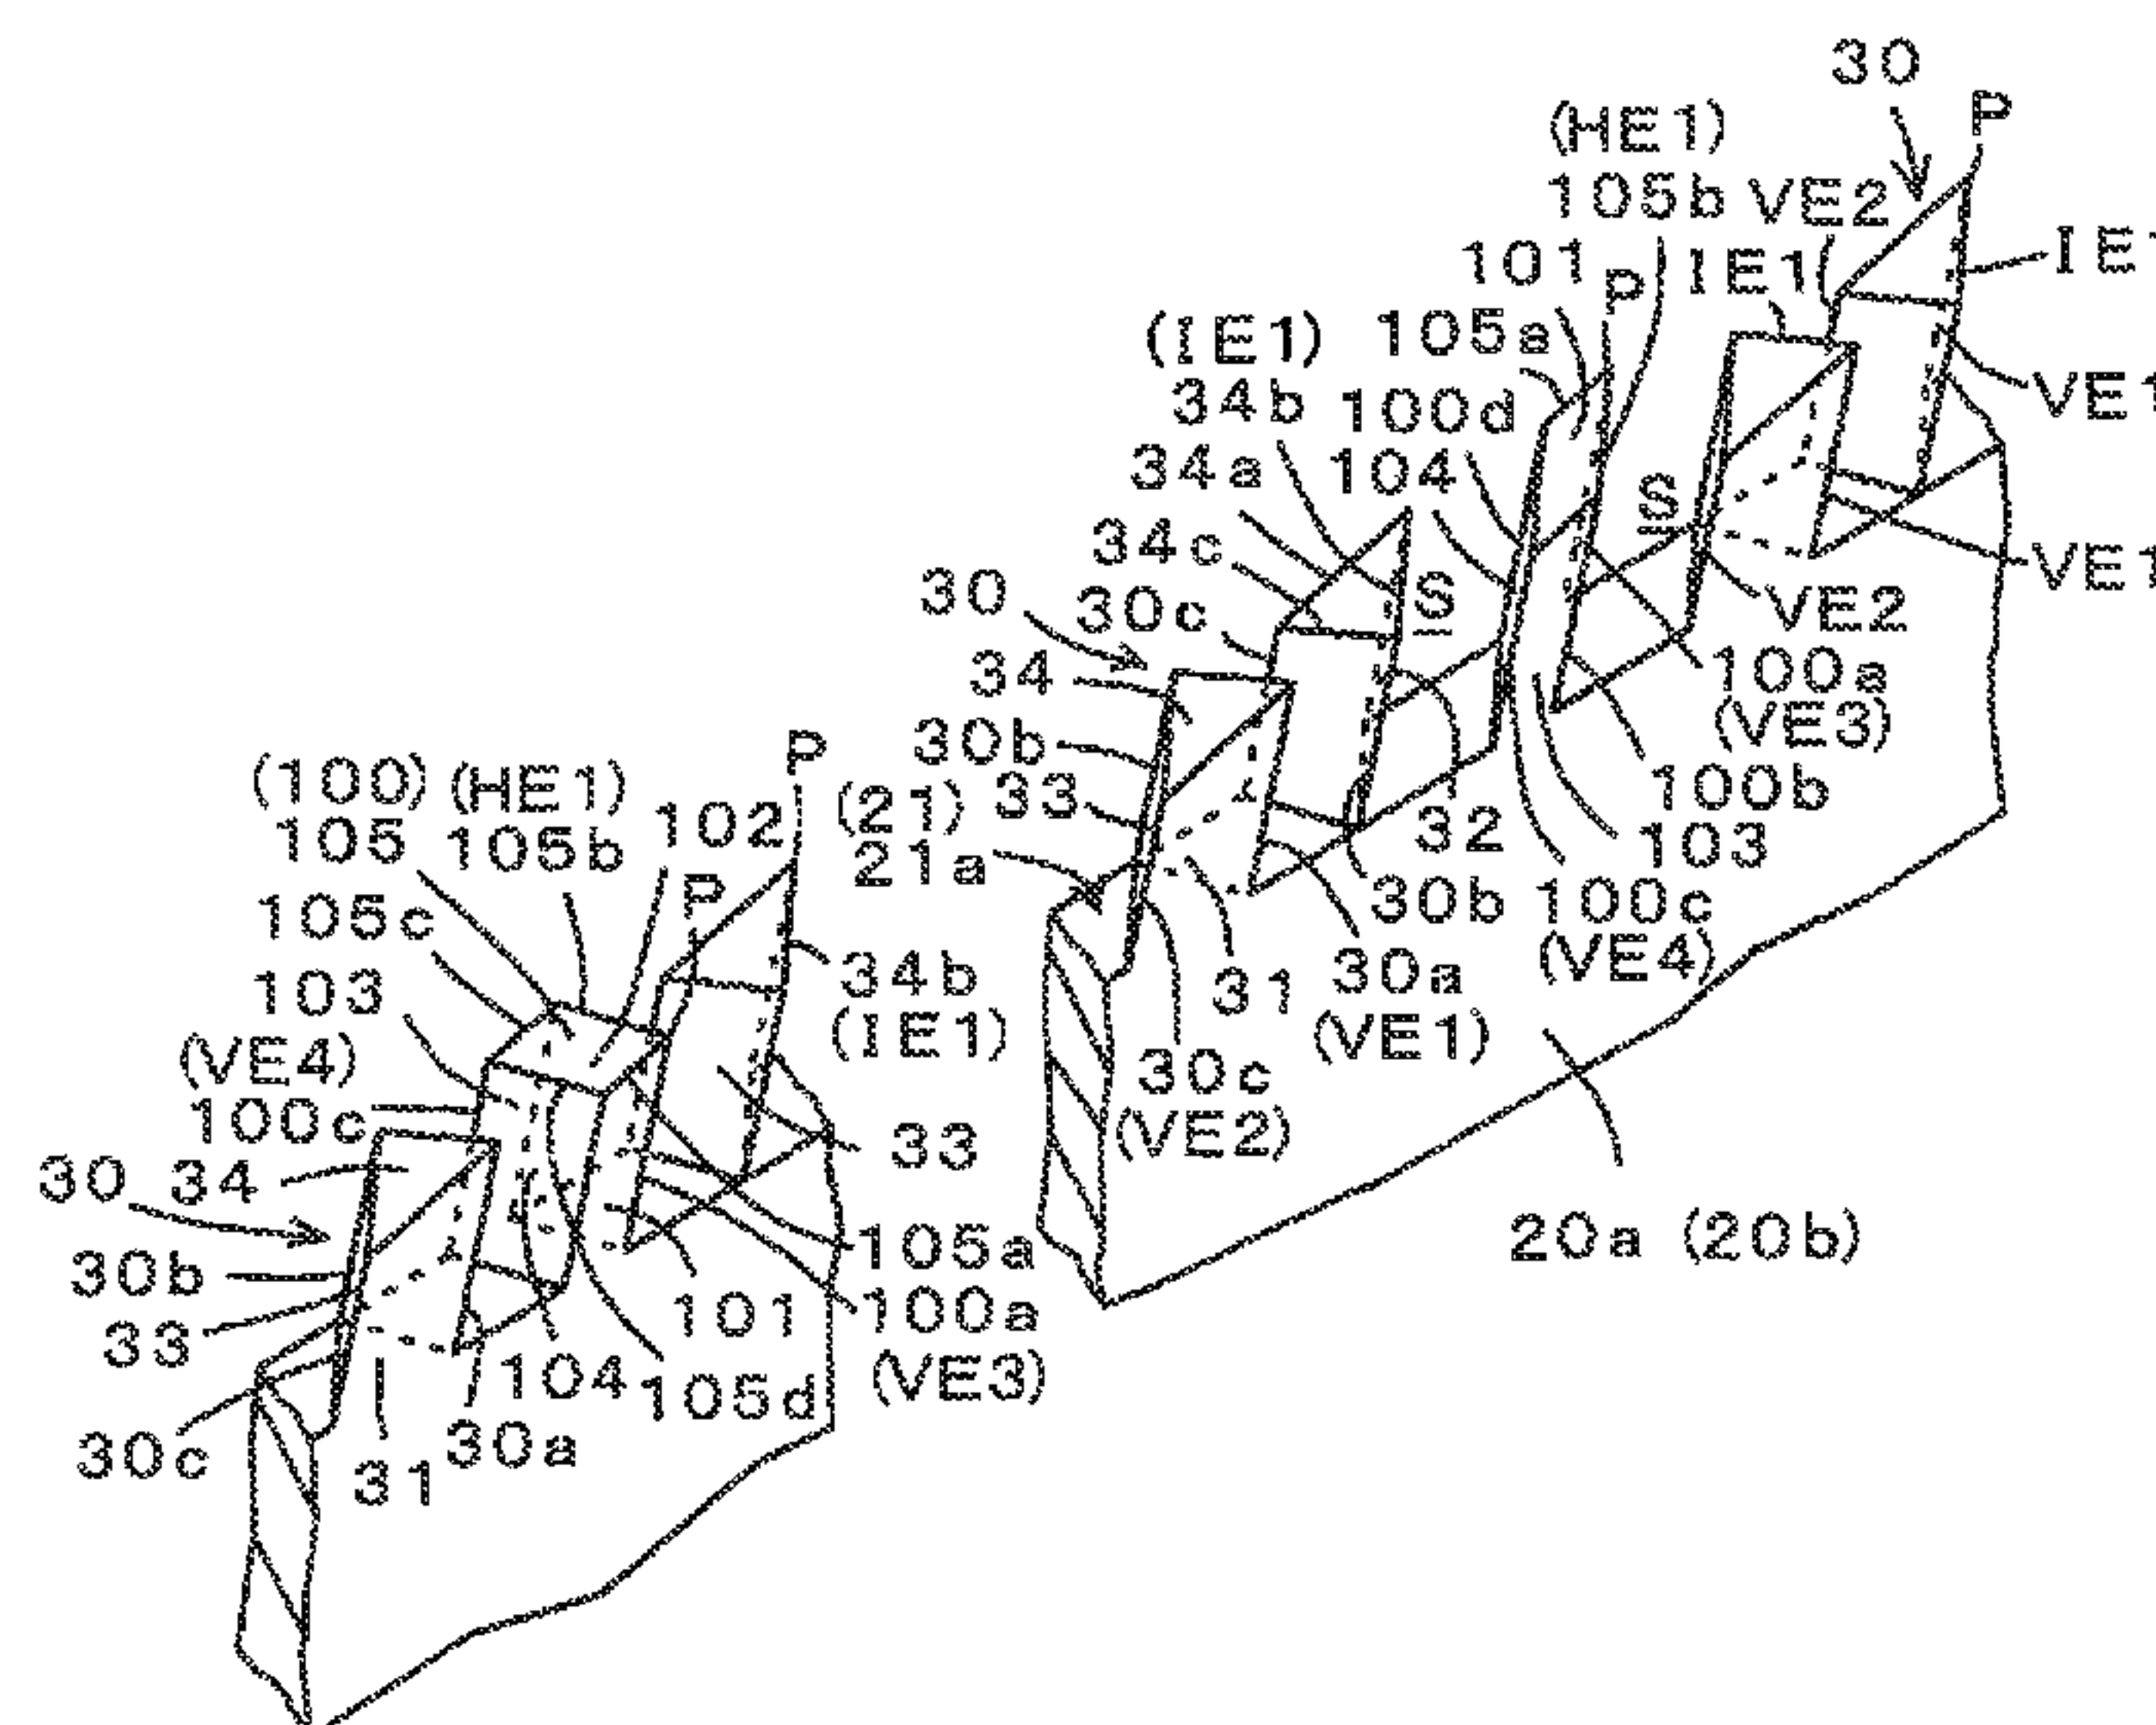 30
P
(HE1)
105b VE2
101 P IE1
IE1
(IE1) 105a
34b 100d
34a 104
34c
S
VE1
30 30c
S
VE1
34
VE2
30b
100a
(VE3)
P
(100) (HE1)
(21) 33
100b
105 105b 102
21a
32
103
P
105c
30b 100c
(VE4)
103
34b
(IE1)
31 30a
(VE1)
(VE4)
100c
30c
(VE2)
33
30 34
20a (20b)
105a
30b
101 100a
(VE3)
33
104 105d
30c
31 30a